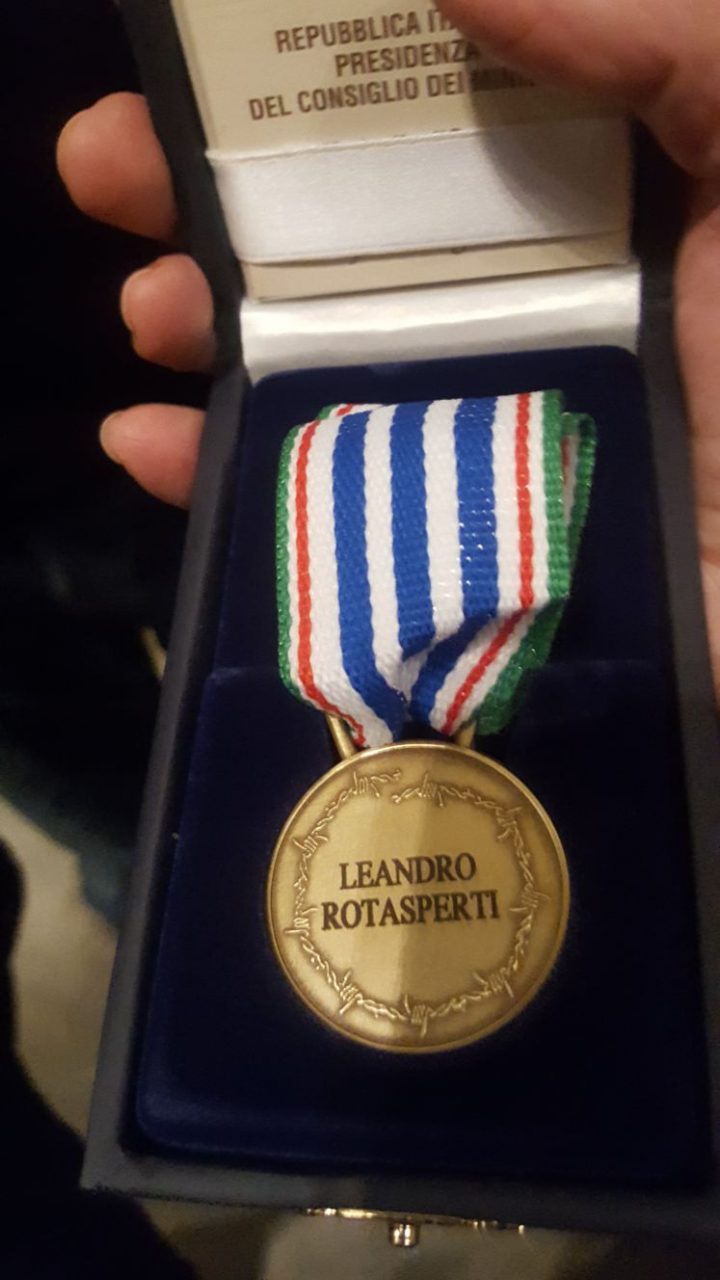 REPUBBLICA
PRESIDENZA
DEL CONSIGLIO DEI
LEANDRO
ROTASPERTI